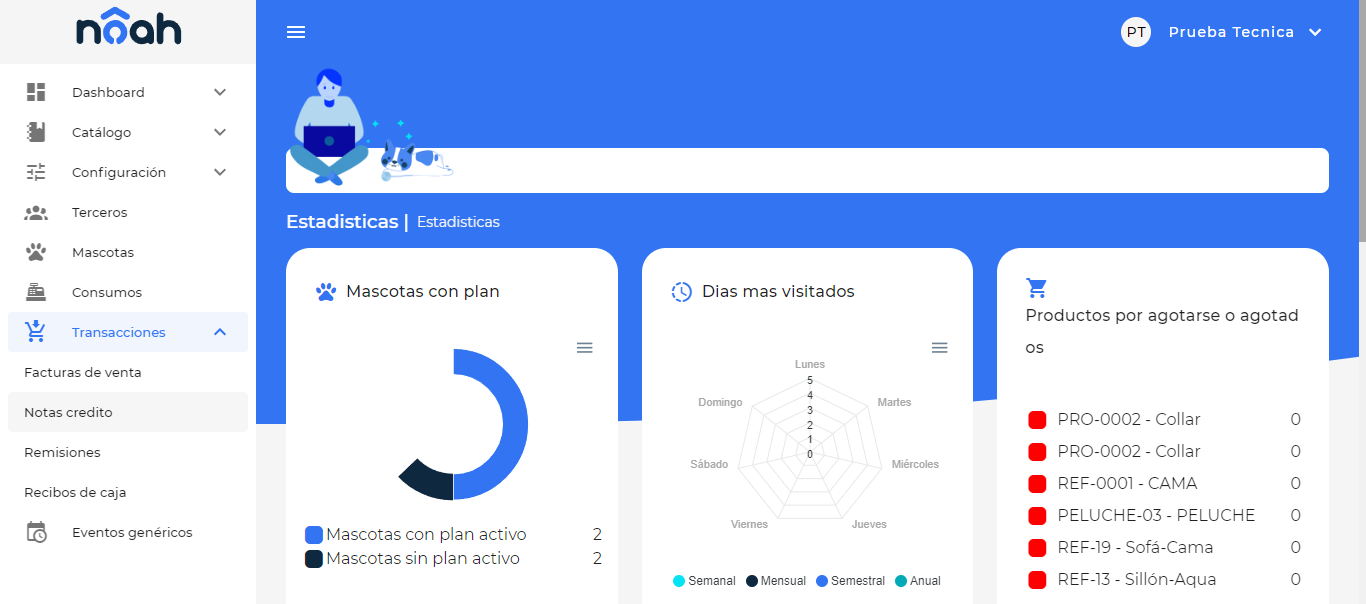 nôah
PT Prueba Tecnica
Dashboard
Catálogo
Configuración
Terceros
Mascotas
Consumos
Transacciones
Facturas de venta
Notas credito
Remisiones
Recibos de caja
Eventos genéricos
Estadisticas | Estadisticas
Mascotas con plan
Mascotas con plan activo 2
Mascotas sin plan activo 2
Dias mas visitados
Lunes
5
4
3
2
1
0
Domingo
Martes
Sábado
Miércoles
Viernes
Jueves
Semanal Mensual Semestral Anual
Productos por agotarse o agotad
os
PRO-0002 - Collar 0
PRO-0002 - Collar 0
REF-0001 - CAMA 0
PELUCHE-03 - PELUCHE 0
REF-19 - Sofá-Cama 0
REF-13 - Sillón-Aqua 0